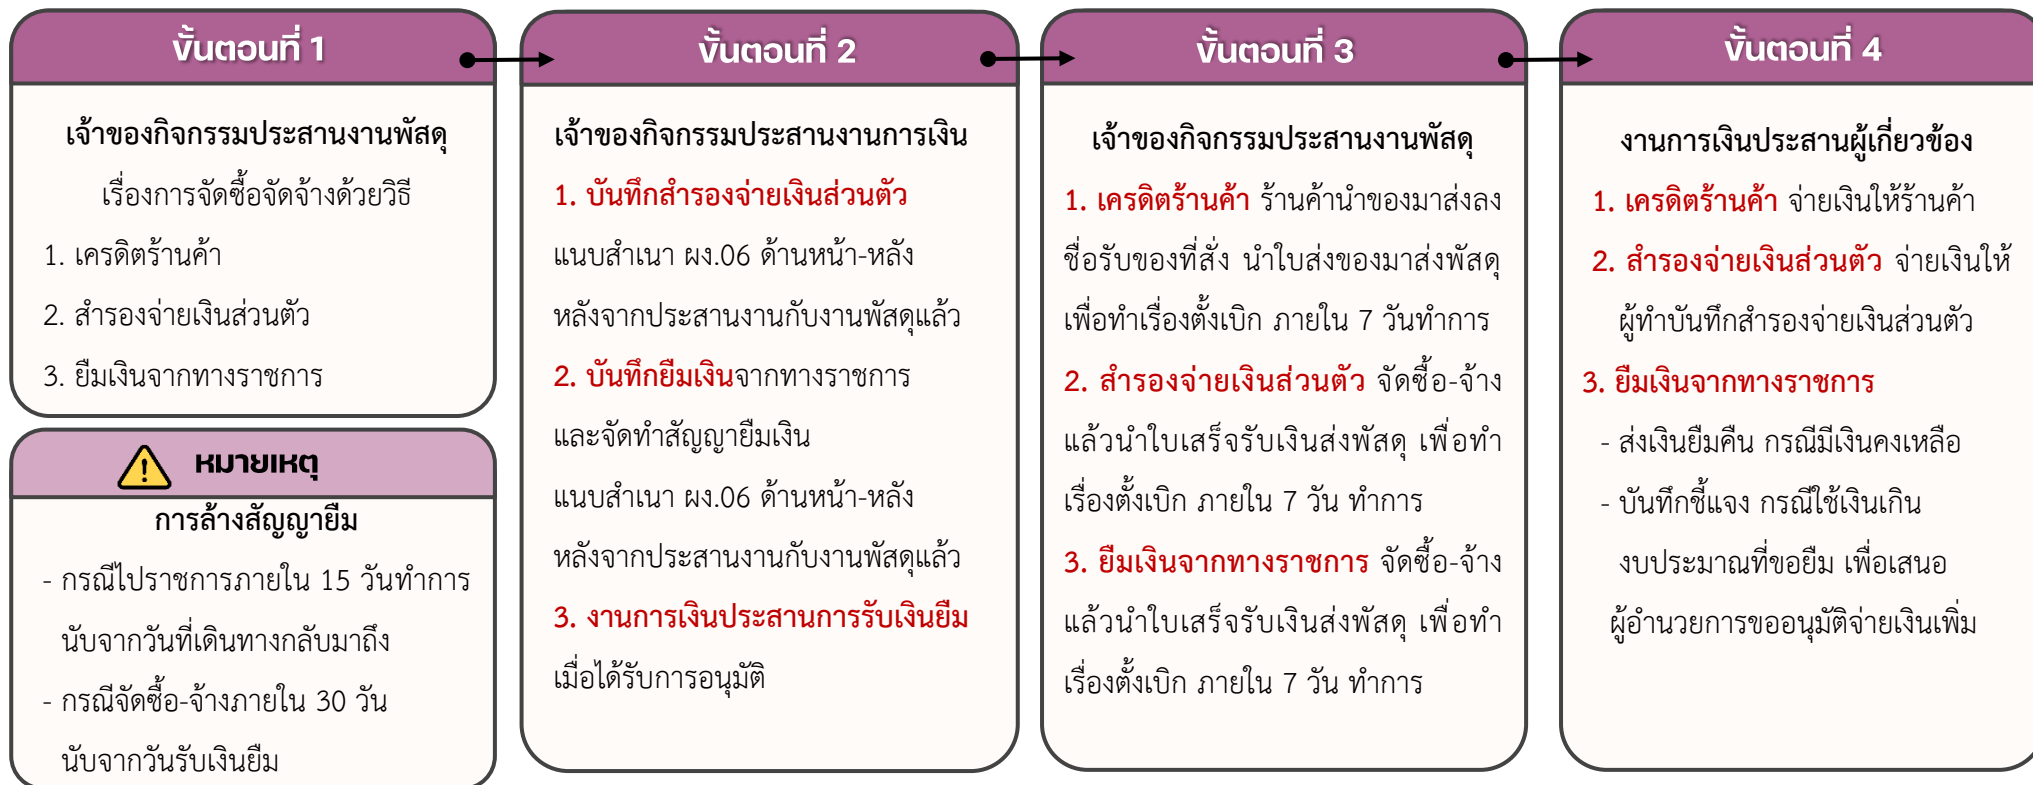 ขั้นตอนที่ 1
เจ้าของกิจกรรมประสานงานพัสดุ
เรื่องการจัดซื้อจัดจ้างด้วยวิธี
1. เครดิตร้านค้า
2. สำรองจ่ายเงินส่วนตัว
3. ยืมเงินจากทางราชการ
หมายเหตุ
การล้างสัญญายืม
- กรณีไปราชการภายใน 15 วันทำการ
นับจากวันที่เดินทางกลับมาถึง
- กรณีจัดซื้อ-จ้างภายใน 30 วัน
นับจากวันรับเงินยืม
ขั้นตอนที่ 2
เจ้าของกิจกรรมประสานงานการเงิน
1. บันทึกสำรองจ่ายเงินส่วนตัว
แนบสำเนา ผง.06 ด้านหน้า-หลัง
หลังจากประสานงานกับงานพัสดุแล้ว
2. บันทึกยืมเงินจากทางราชการ
และจัดทำสัญญายืมเงิน
แนบสำเนา ผง.06 ด้านหน้า-หลัง
หลังจากประสานงานกับงานพัสดุแล้ว
3. งานการเงินประสานการรับเงินยืม
เมื่อได้รับการอนุมัติ
ขั้นตอนที่ 3
เจ้าของกิจกรรมประสานงานพัสดุ
1. เครดิตร้านค้า ร้านค้านำของมาส่งลง
ชื่อรับของที่สั่ง นำใบส่งของมาส่งพัสดุ
เพื่อทำเรื่องตั้งเบิก ภายใน 7 วันทำการ
2. สำรองจ่ายเงินส่วนตัว จัดซื้อ-จ้าง
แล้วนำใบเสร็จรับเงินส่งพัสดุ เพื่อทำ
เรื่องตั้งเบิก ภายใน 7 วัน ทำการ
3. ยืมเงินจากทางราชการ จัดซื้อ-จ้าง
แล้วนำใบเสร็จรับเงินส่งพัสดุ เพื่อทำ
เรื่องตั้งเบิก ภายใน 7 วัน ทำการ
ขั้นตอนที่ 4
งานการเงินประสานผู้เกี่ยวข้อง
1. เครดิตร้านค้า จ่ายเงินให้ร้านค้า
2. สำรองจ่ายเงินส่วนตัว จ่ายเงินให้
ผู้ทำบันทึกสำรองจ่ายเงินส่วนตัว
3. ยืมเงินจากทางราชการ
- ส่งเงินยืมคืน กรณีมีเงินคงเหลือ
- บันทึกชี้แจง กรณีใช้เงินเกิน
งบประมาณที่ขอยืม เพื่อเสนอ
ผู้อำนวยการขออนุมัติจ่ายเงินเพิ่ม